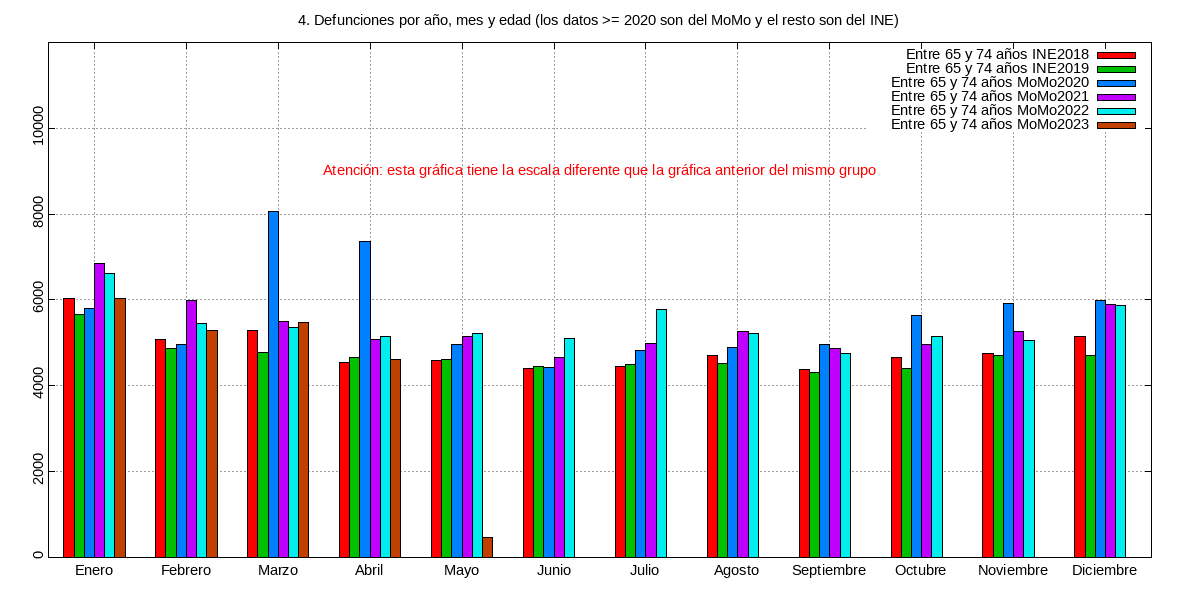 4. Defunciones por año, mes y edad (los datos >= 2020 son del MoMo y el resto son del INE)
Entre 65 y 74 años INE2018
Entre 65 y 74 años INE2019
Entre 65 y 74 años MoMo2020
Entre 65 y 74 años MoMo2021
Entre 65 y 74 años MoMo2022
Entre 65 y 74 años MoMo2023
Atención: esta gráfica tiene la escala diferente que la gráfica anterior del mismo grupo
10000
8000
6000
4000
2000
0
Enero Febrero Marzo Abril Mayo Junio Julio Agosto Septiembre Octubre Noviembre Diciembre